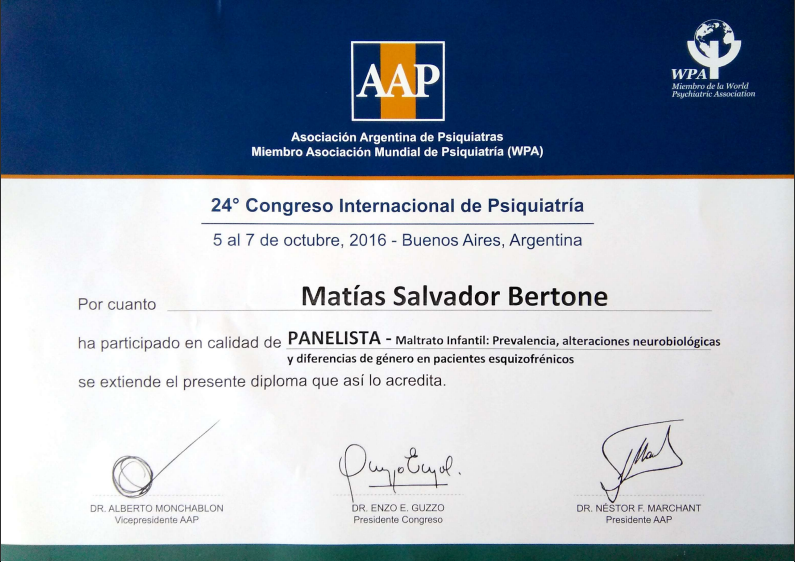 AAP
WPA
Miembro de la World
Psychiatric Association
Asociación Argentina de Psiquiatras
Miembro Asociación Mundial de Psiquiatría (WPA)
24° Congreso Internacional de Psiquiatría
5 al 7 de octubre, 2016 - Buenos Aires, Argentina
Por cuanto Matías Salvador Bertone
ha participado en calidad de PANELISTA - Maltrato Infantil: Prevalencia, alteraciones neurobiológicas
y diferencias de género en pacientes esquizofrénicos
se extiende el presente diploma que así lo acredita.
DR. ALBERTO MONCHABLON
Vicepresidente AAP
DR. ENZO E. GUZZO
Presidente Congreso
DR. NÉSTOR F. MARCHANT
Presidente AAP